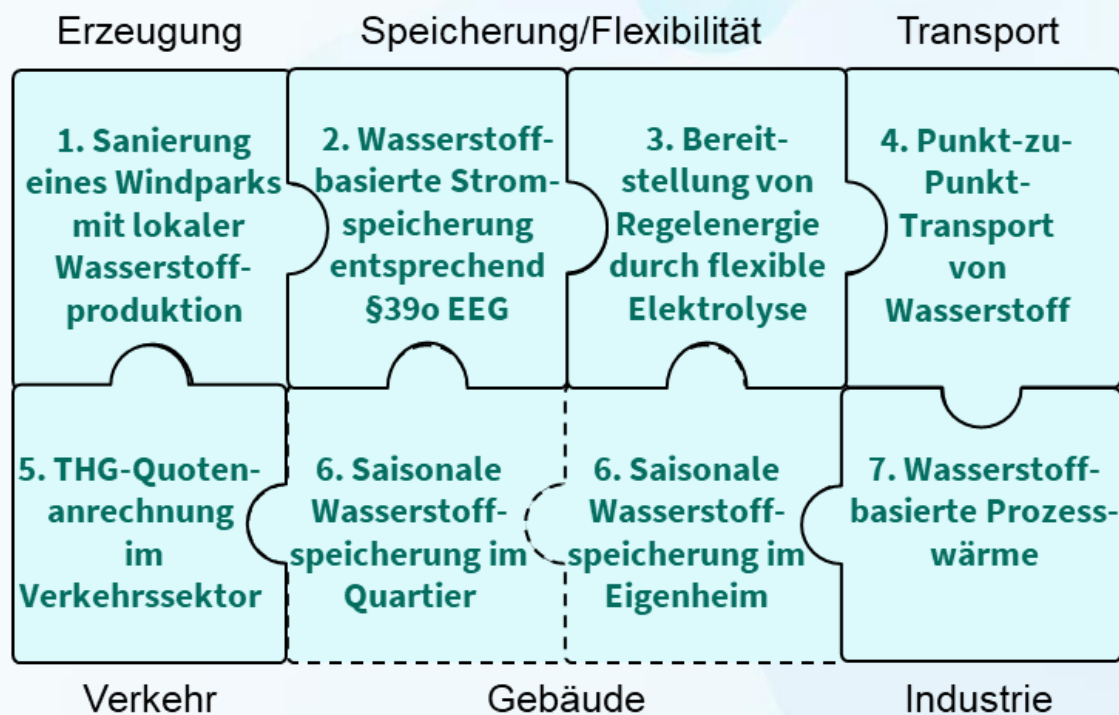 Erzeugung
Speicherung/Flexibilität
Transport
1. Sanierung
eines Windparks
mit lokaler
Wasserstoff-
produktion
2. Wasserstoff-
basierte Strom-
speicherung
entsprechend
§39o EEG
3. Bereit-
stellung von
Regelenergie
durch flexible
Elektrolyse
4. Punkt-zu-
Punkt-
Transport
von
Wasserstoff
5. THG-Quoten-
anrechnung
im
Verkehrssektor
6. Saisonale
Wasserstoff-
speicherung im
Quartier
6. Saisonale
Wasserstoff-
speicherung im
Eigenheim
7. Wasserstoff-
basierte Prozess-
wärme
Verkehr
Gebäude
Industrie